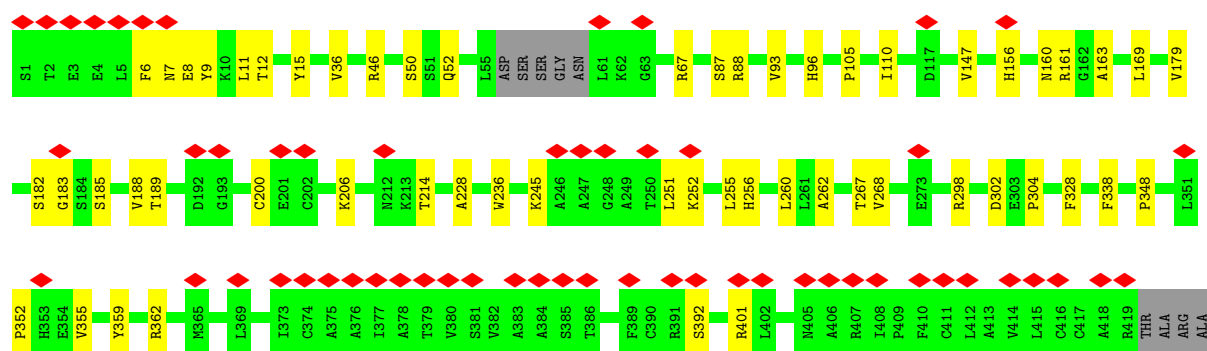 S1 T2 E3 E4 L5 F6 N7 E8 Y9 K10 L11 T12 Y15 V36 R46 S50 S51 Q52 L55 ASP SER SER GLY ASN L61 K62 G63 R67 S87 R88 V93 H96 P105 I110 D117 V147 H156 N160 R161 G162 A163 L169 V179
S182 G183 S184 S185 V188 T189 D192 G193 C200 E201 C202 K206 N212 K213 T214 A228 W236 K245 A246 A247 G248 A249 T250 L251 K252 L255 H256 L260 L261 A262 T267 V268 E273 R298 D302 E303 P304 F328 F338 P348 L351
P352 H353 E354 V355 Y359 R362 M365 L369 I373 C374 A375 A376 I377 A378 T379 V380 S381 V382 A383 A384 S385 T386 F389 C390 R391 S392 R401 L402 N405 A406 R407 I408 P409 F410 C411 L412 A413 V414 L415 C416 C417 A418 R419 THR ALA ARG ALA